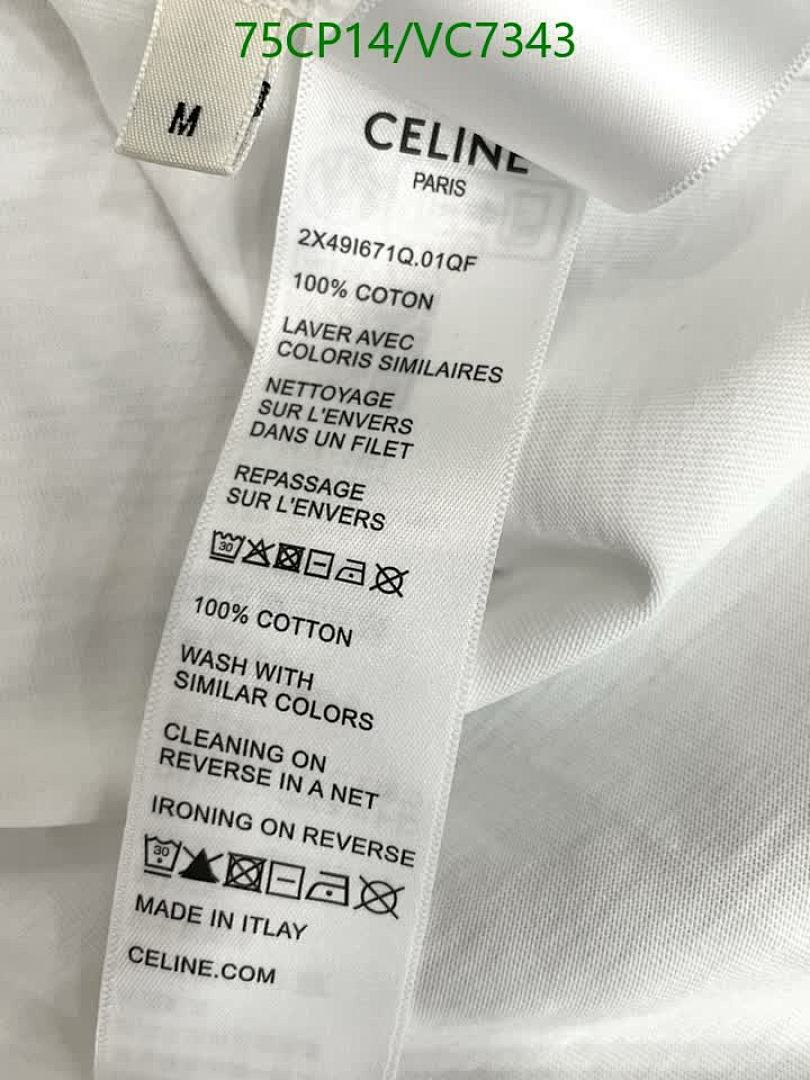 75CP14/VC7343
M
CELINE
PARIS
2X49I671Q.01QF
100% COTON
LAVER AVEC
COLORIS SIMILAIRES
NETTOYAGE
SUR L'ENVERS
DANS UN FILET
REPASSAGE
SUR L'ENVERS
30
100% COTTON
WASH WITH
SIMILAR COLORS
CLEANING ON
REVERSE IN A NET
IRONING ON REVERSE
30
MADE IN ITLAY
CELINE.COM